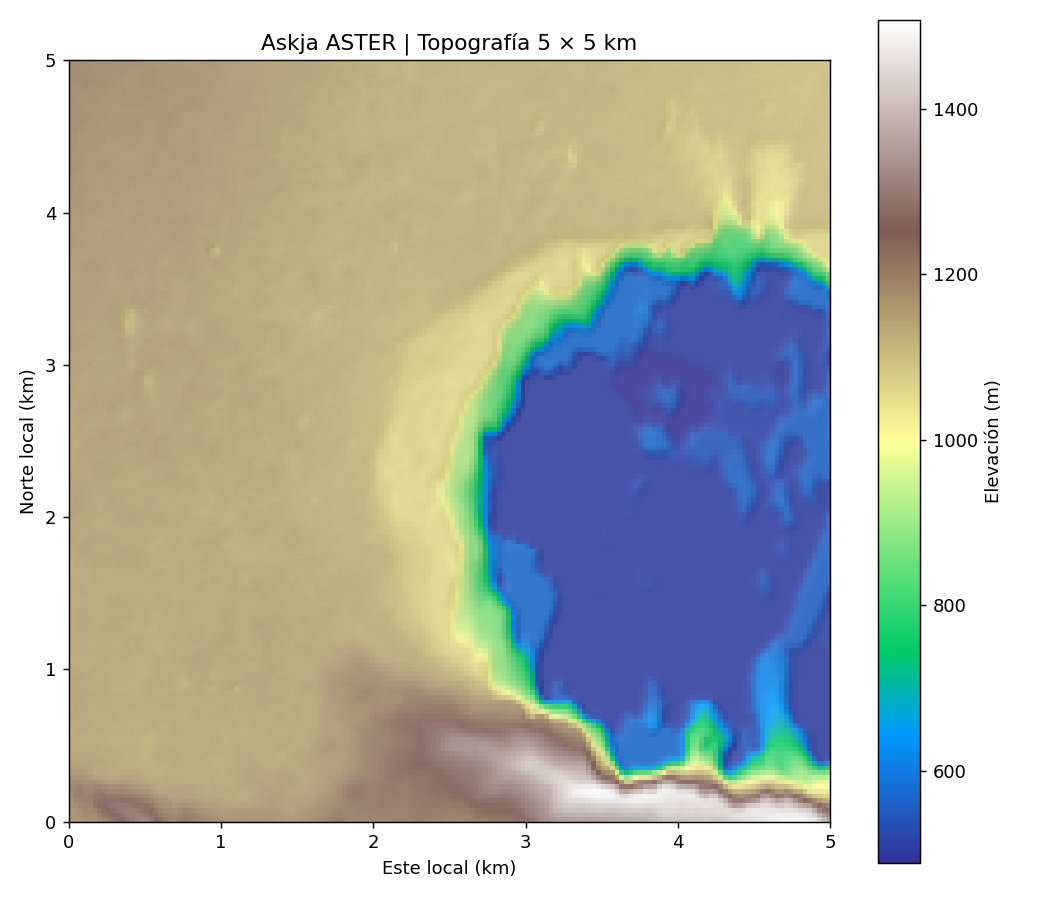 Askja ASTER | Topografía 5 × 5 km
5
4
3
2
1
0
Norte local (km)
0 1 2 3 4 5
Este local (km)
1400
1200
1000
800
600
Elevación (m)